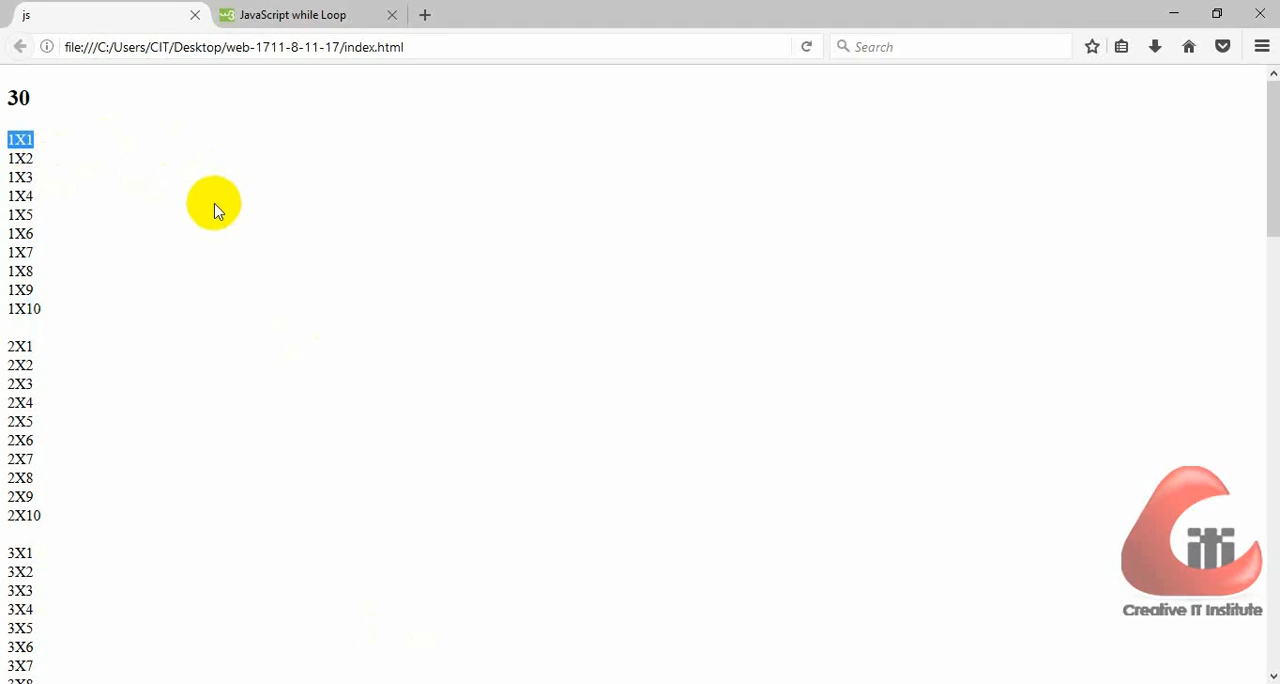 js
JavaScript while Loop
file:///C:/Users/CIT/Desktop/web-1711-8-11-17/index.html
Search
30
1X1
1X2
1X3
1X4
1X5
1X6
1X7
1X8
1X9
1X10
2X1
2X2
2X3
2X4
2X5
2X6
2X7
2X8
2X9
2X10
3X1
3X2
3X3
3X4
3X5
3X6
3X7
3X8
Creative IT Institute